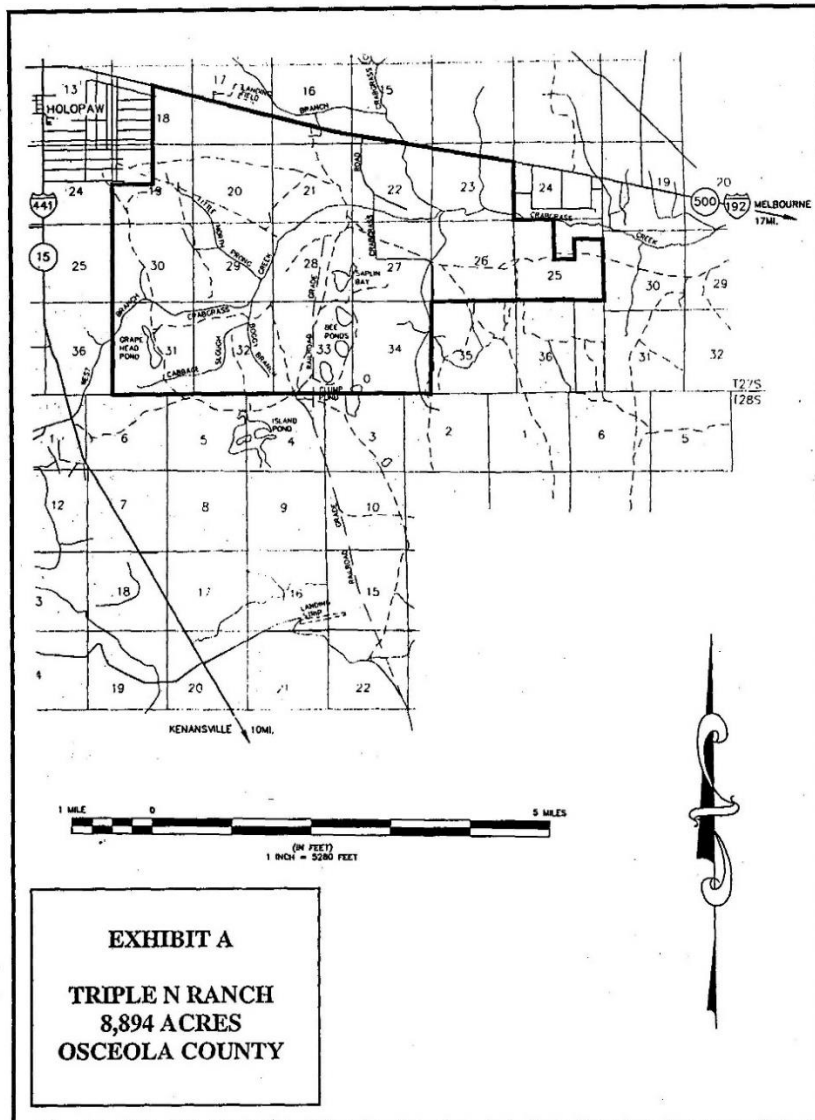 13
HOLOPAW
17
LANDING
FIELD
16
BRANCH
15
CRABGRASS
18
24
19
LITTLE
NORTH
PRONG
20
21
ROAD
22
23
24
19
20
441
500
192
MELBOURNE
17MI.
15
25
30
29
CREEK
28
GRADE
CRABGRASS
27
SAPLIN
BAY
26
CRABGRASS
CREEK
25
30
29
36
WEST
BRANCH
CRABGRASS
GRAPE
HEAD
POND
31
CABBAGE
SLOUGH
32
BOGGY
BRANCH
RAILROAD
33
BEE PONDS
34
35
36
31
32
CLUMP
POND
T27S
T28S
1
6
5
ISLAND
POND
4
3
2
1
6
5
12
7
8
9
10
RAILROAD
GRADE
3
18
17
16
15
LANDING
STRIP
4
19
20
21
22
KENANSVILLE 10MI.
1 MILE 0 5 MILES
(IN FEET)
1 INCH = 5280 FEET
EXHIBIT A
TRIPLE N RANCH
8,894 ACRES
OSCEOLA COUNTY